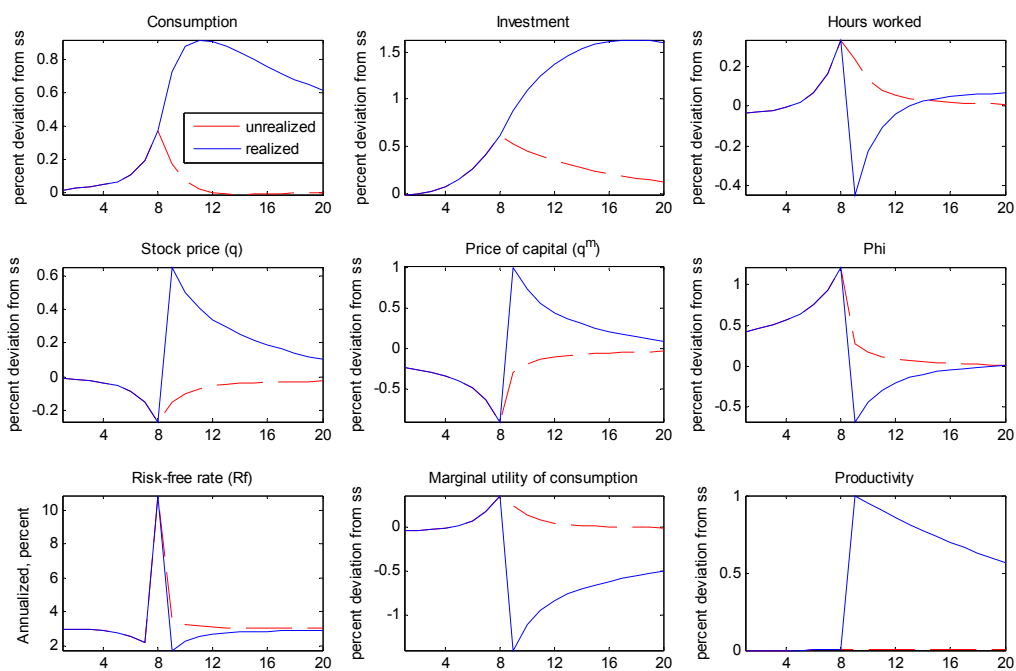 Consumption
percent deviation from ss
1
0.8
0.6
0.4
0.2
0
4 8 12 16 20
unrealized
realized
Investment
percent deviation from ss
1.5
1
0.5
0
4 8 12 16 20
Hours worked
percent deviation from ss
0.2
0
-0.2
-0.4
4 8 12 16 20
Stock price (q)
percent deviation from ss
0.6
0.4
0.2
0
-0.2
4 8 12 16 20
Price of capital (q^m)
percent deviation from ss
1
0.5
0
-0.5
4 8 12 16 20
Phi
percent deviation from ss
1
0.5
0
-0.5
4 8 12 16 20
Risk-free rate (Rf)
Annualized, percent
10
8
6
4
2
4 8 12 16 20
Marginal utility of consumption
percent deviation from ss
0
-0.5
-1
4 8 12 16 20
Productivity
percent deviation from ss
1
0.5
0
4 8 12 16 20